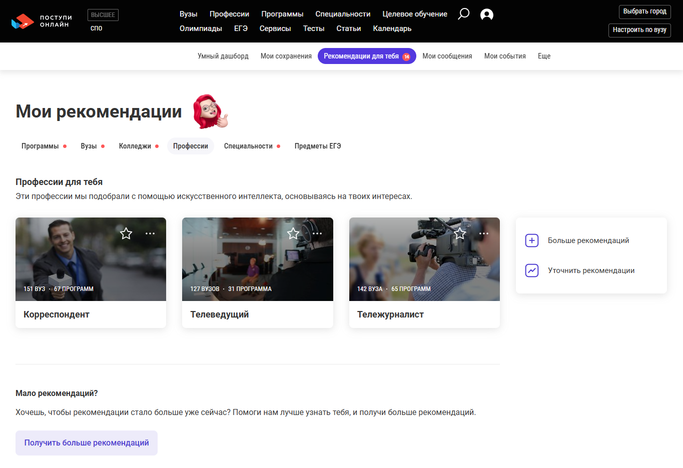 ПОСТУПИ
ОНЛАЙН
ВЫСШЕЕ
СПО
Вузы Профессии Программы Специальности Целевое обучение
Олимпиады ЕГЭ Сервисы Тесты Статьи Календарь
Выбрать город
Настроить по вузу
Умный дашборд Мои сохранения Рекомендации для тебя Мои сообщения Мои события Еще
Мои рекомендации
Программы Вузы Колледжи Профессии Специальности Предметы ЕГЭ
Профессии для тебя
Эти профессии мы подобрали с помощью искусственного интеллекта, основываясь на твоих интересах.
151 ВУЗ · 67 ПРОГРАММ
Корреспондент
127 ВУЗОВ · 31 ПРОГРАММА
Телеведущий
142 ВУЗА · 65 ПРОГРАММ
Тележурналист
Больше рекомендаций
Уточнить рекомендации
Мало рекомендаций?
Хочешь, чтобы рекомендации стало больше уже сейчас? Помоги нам лучше узнать тебя, и получи больше рекомендаций.
Получить больше рекомендаций